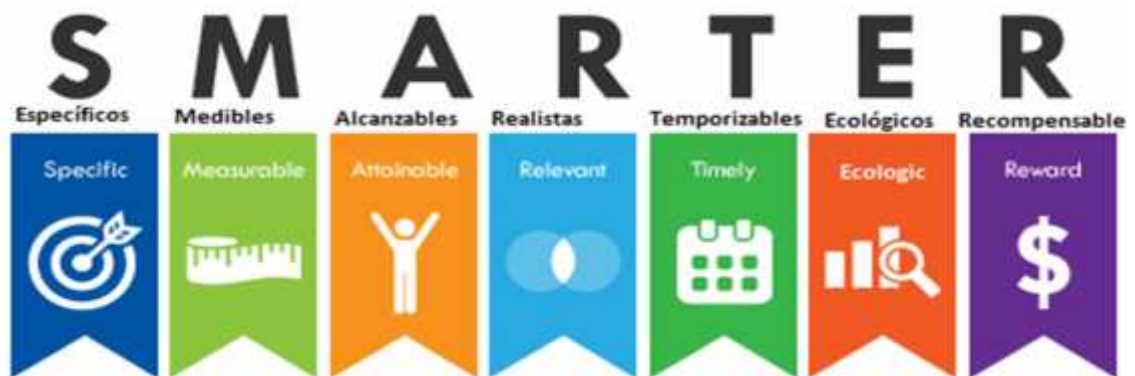 S M A R T E R
Específicos Medibles Alcanzables Realistas Temporizables Ecológicos Recompensable
Specific Measurable Attainable Relevant Timely Ecologic Reward
$